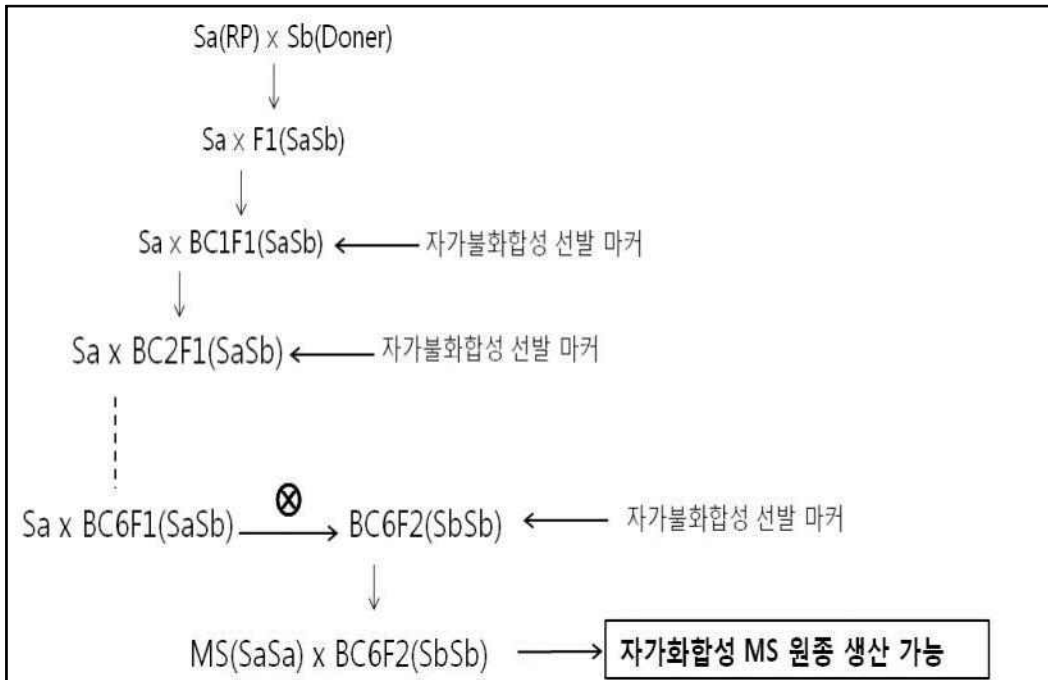 Sa(RP) x Sb(Doner)
Sa x F1(SaSb)
Sa x BC1F1(SaSb) 자가불화합성 선발 마커
Sa x BC2F1(SaSb) 자가불화합성 선발 마커
Sa x BC6F1(SaSb) BC6F2(SbSb) 자가불화합성 선발 마커
MS(SaSa) x BC6F2(SbSb) 자가화합성 MS 원종 생산 가능